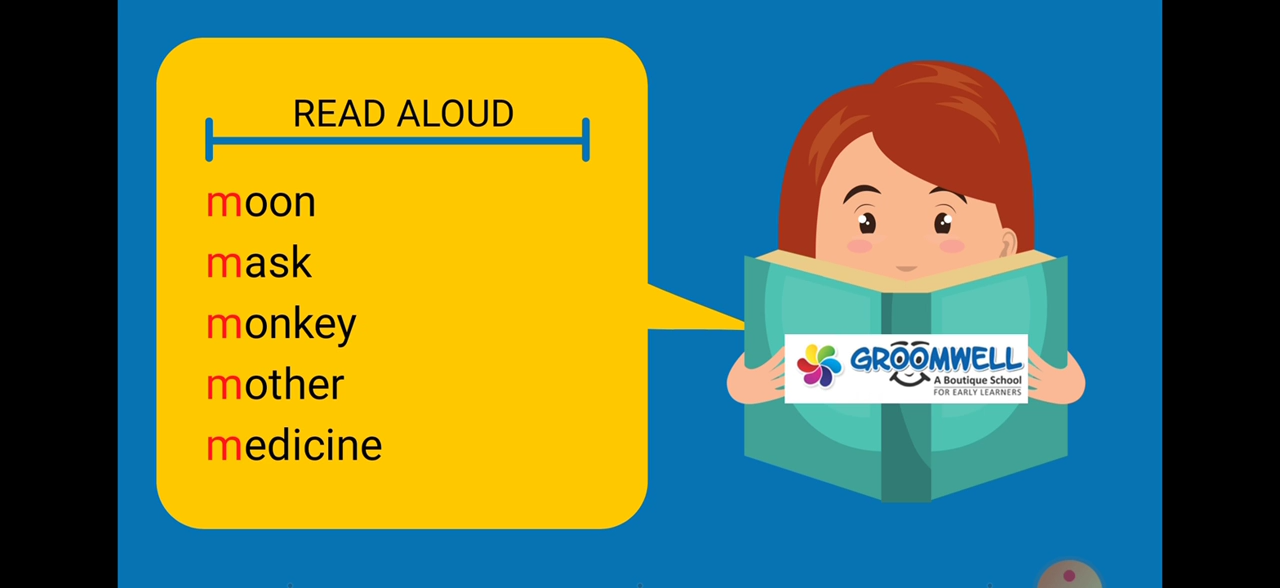 READ ALOUD
moon
mask
monkey
mother
medicine
GROOMWELL
A Boutique School
FOR EARLY LEARNERS